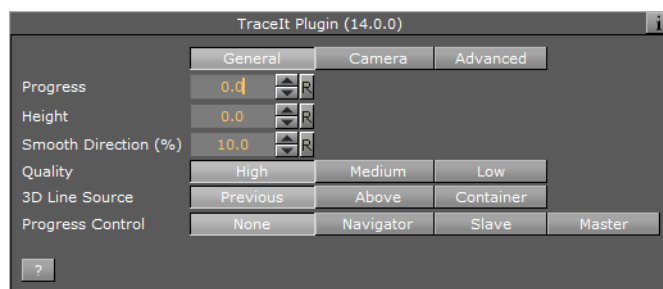 TraceIt Plugin (14.0.0) i
General Camera Advanced
Progress 0.0 R
Height 0.0 R
Smooth Direction (%) 10.0 R
Quality High Medium Low
3D Line Source Previous Above Container
Progress Control None Navigator Slave Master
?